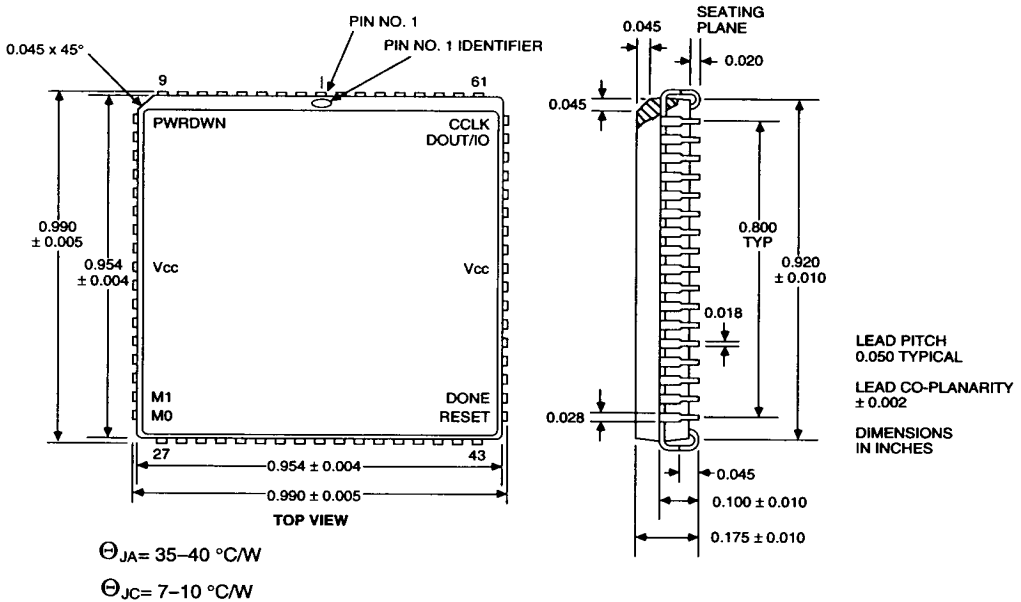 PIN NO. 1
PIN NO. 1 IDENTIFIER
0.045 x 45°
9
61
PWRDWN
CCLK
DOUT/IO
0.990
± 0.005
0.954
± 0.004
Vcc
Vcc
M1
M0
DONE
RESET
27
43
0.954 ± 0.004
0.990 ± 0.005
TOP VIEW
ΘJA= 35–40 °C/W
ΘJC= 7–10 °C/W
SEATING
PLANE
0.045
0.020
0.045
0.800
TYP
0.920
± 0.010
0.018
0.028
0.045
0.100 ± 0.010
0.175 ± 0.010
LEAD PITCH
0.050 TYPICAL
LEAD CO-PLANARITY
± 0.002
DIMENSIONS
IN INCHES